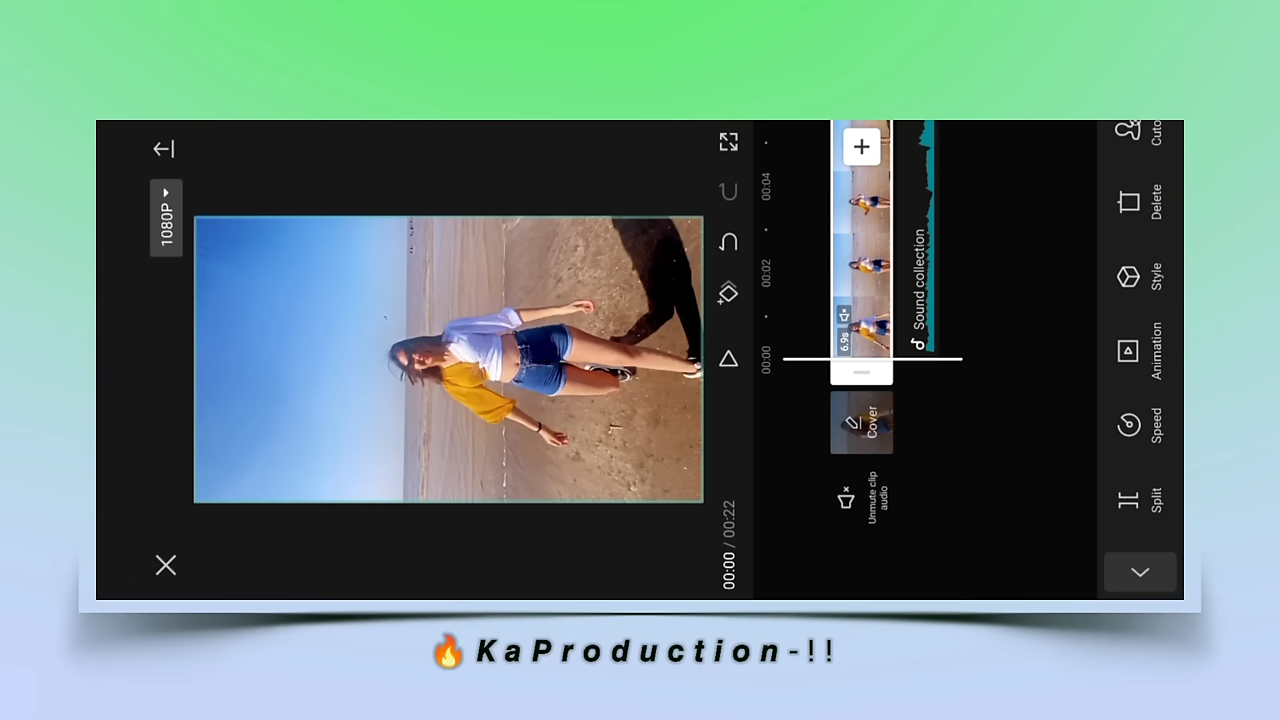 1080P
00:00 / 00:22
00:00
00:02
00:04
6.9s
Sound collection
Cover
Unmute clip
audio
Split
Speed
Animation
Style
Delete
Cuto
🔥KaProduction-!!